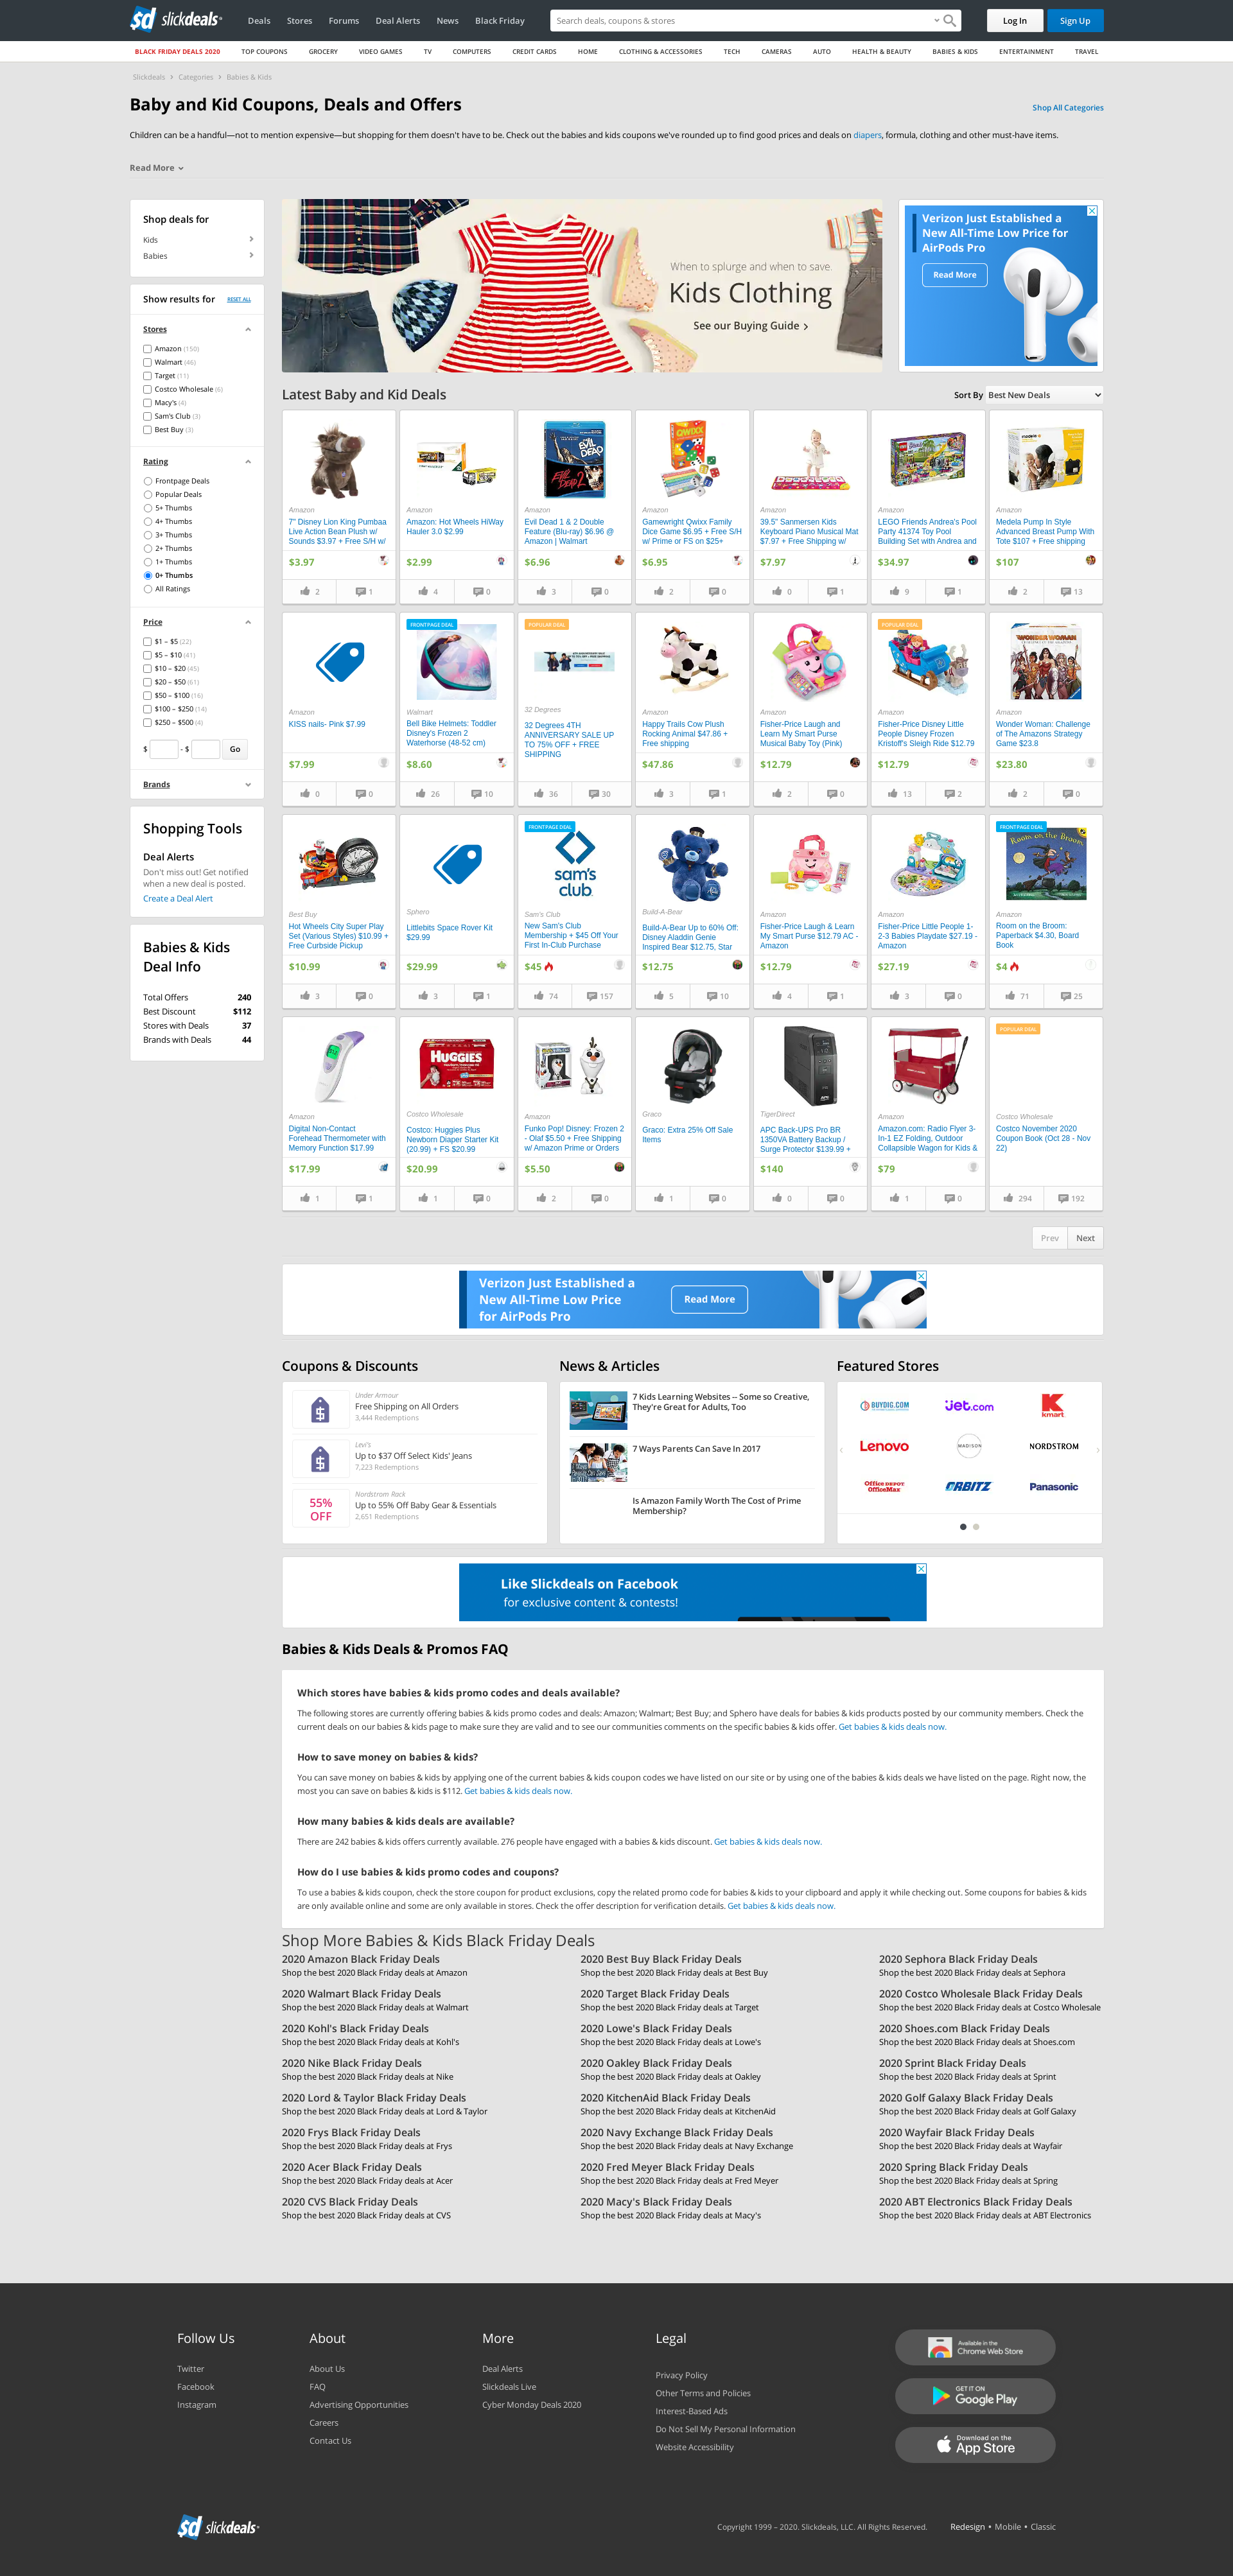 slickdeals
Deals
Stores
Forums
Deal Alerts
News
Black Friday
Search deals, coupons & stores
Log In
Sign Up
BLACK FRIDAY DEALS 2020
TOP COUPONS
GROCERY
VIDEO GAMES
TV
COMPUTERS
CREDIT CARDS
HOME
CLOTHING & ACCESSORIES
TECH
CAMERAS
AUTO
HEALTH & BEAUTY
BABIES & KIDS
ENTERTAINMENT
TRAVEL
Slickdeals > Categories > Babies & Kids
Baby and Kid Coupons, Deals and Offers
Shop All Categories
Children can be a handful—not to mention expensive—but shopping for them doesn't have to be. Check out the babies and kids coupons we've rounded up to find good prices and deals on diapers, formula, clothing and other must-have items.
Read More
Shop deals for
Kids
Babies
Show results for
RESET ALL
Stores
Amazon (150)
Walmart (46)
Target (11)
Costco Wholesale (6)
Macy's (4)
Sam's Club (3)
Best Buy (3)
Rating
Frontpage Deals
Popular Deals
5+ Thumbs
4+ Thumbs
3+ Thumbs
2+ Thumbs
1+ Thumbs
0+ Thumbs
All Ratings
Price
$1 – $5 (22)
$5 – $10 (41)
$10 – $20 (45)
$20 – $50 (61)
$50 – $100 (16)
$100 – $250 (14)
$250 – $500 (4)
$ - $ Go
Brands
Shopping Tools
Deal Alerts
Don't miss out! Get notified
when a new deal is posted.
Create a Deal Alert
Babies & Kids
Deal Info
Total Offers 240
Best Discount $112
Stores with Deals 37
Brands with Deals 44
When to splurge and when to save.
Kids Clothing
See our Buying Guide >
Verizon Just Established a
New All-Time Low Price for
AirPods Pro
Read More
Latest Baby and Kid Deals
Sort By Best New Deals
Amazon
7" Disney Lion King Pumbaa
Live Action Bean Plush w/
Sounds $3.97 + Free S/H w/
$3.97
2 1
Amazon
Amazon: Hot Wheels HiWay
Hauler 3.0 $2.99
$2.99
4 0
EVIL DEAD
EVIL DEAD 2
Amazon
Evil Dead 1 & 2 Double
Feature (Blu-ray) $6.96 @
Amazon | Walmart
$6.96
3 0
QWIXX
Amazon
Gamewright Qwixx Family
Dice Game $6.95 + Free S/H
w/ Prime or FS on $25+
$6.95
2 0
Amazon
39.5" Sanmersen Kids
Keyboard Piano Musical Mat
$7.97 + Free Shipping w/
$7.97
0 1
Amazon
LEGO Friends Andrea's Pool
Party 41374 Toy Pool
Building Set with Andrea and
$34.97
9 1
medela
Amazon
Medela Pump In Style
Advanced Breast Pump With
Tote $107 + Free shipping
$107
2 13
Amazon
KISS nails- Pink $7.99
$7.99
0 0
FRONTPAGE DEAL
Walmart
Bell Bike Helmets: Toddler
Disney's Frozen 2
Waterhorse (48-52 cm)
$8.60
26 10
POPULAR DEAL
32 Degrees
32 Degrees 4TH
ANNIVERSARY SALE UP
TO 75% OFF + FREE
SHIPPING
36 30
Amazon
Happy Trails Cow Plush
Rocking Animal $47.86 +
Free shipping
$47.86
3 1
Amazon
Fisher-Price Laugh and
Learn My Smart Purse
Musical Baby Toy (Pink)
$12.79
2 0
POPULAR DEAL
Amazon
Fisher-Price Disney Little
People Disney Frozen
Kristoff's Sleigh Ride $12.79
$12.79
13 2
WONDER WOMAN
Amazon
Wonder Woman: Challenge
of The Amazons Strategy
Game $23.8
$23.80
2 0
Best Buy
Hot Wheels City Super Play
Set (Various Styles) $10.99 +
Free Curbside Pickup
$10.99
3 0
Sphero
Littlebits Space Rover Kit
$29.99
$29.99
3 1
FRONTPAGE DEAL
sam's
club
Sam's Club
New Sam's Club
Membership + $45 Off Your
First In-Club Purchase
$45
74 157
Build-A-Bear
Build-A-Bear Up to 60% Off:
Disney Aladdin Genie
Inspired Bear $12.75, Star
$12.75
5 10
Amazon
Fisher-Price Laugh & Learn
My Smart Purse $12.79 AC -
Amazon
$12.79
4 1
Amazon
Fisher-Price Little People 1-
2-3 Babies Playdate $27.19 -
Amazon
$27.19
3 0
FRONTPAGE DEAL
Room on the Broom
Amazon
Room on the Broom:
Paperback $4.30, Board
Book
$4
71 25
Amazon
Digital Non-Contact
Forehead Thermometer with
Memory Function $17.99
$17.99
1 1
HUGGIES
Costco Wholesale
Costco: Huggies Plus
Newborn Diaper Starter Kit
(20.99) + FS $20.99
$20.99
1 0
Amazon
Funko Pop! Disney: Frozen 2
- Olaf $5.50 + Free Shipping
w/ Amazon Prime or Orders
$5.50
2 0
Graco
Graco: Extra 25% Off Sale
Items
1 0
APC
TigerDirect
APC Back-UPS Pro BR
1350VA Battery Backup /
Surge Protector $139.99 +
$140
0 0
Amazon
Amazon.com: Radio Flyer 3-
In-1 EZ Folding, Outdoor
Collapsible Wagon for Kids &
$79
1 0
POPULAR DEAL
Costco Wholesale
Costco November 2020
Coupon Book (Oct 28 - Nov
22)
294 192
Prev Next
Verizon Just Established a
New All-Time Low Price
for AirPods Pro
Read More
Coupons & Discounts
Under Armour
Free Shipping on All Orders
3,444 Redemptions
Levi's
Up to $37 Off Select Kids' Jeans
7,223 Redemptions
55%
OFF
Nordstrom Rack
Up to 55% Off Baby Gear & Essentials
2,651 Redemptions
News & Articles
7 Kids Learning Websites -- Some so Creative,
They're Great for Adults, Too
7 Ways Parents Can Save In 2017
Is Amazon Family Worth The Cost of Prime
Membership?
Featured Stores
BUYDIG.COM
jet.com
kmart
Lenovo
MADISON
NORDSTROM
Office DEPOT
OfficeMax
ORBITZ
Panasonic
Like Slickdeals on Facebook
for exclusive content & contests!
Babies & Kids Deals & Promos FAQ
Which stores have babies & kids promo codes and deals available?
The following stores are currently offering babies & kids promo codes and deals: Amazon; Walmart; Best Buy; and Sphero have deals for babies & kids products posted by our community members. Check the
current deals on our babies & kids page to make sure they are valid and to see our communities comments on the specific babies & kids offer. Get babies & kids deals now.
How to save money on babies & kids?
You can save money on babies & kids by applying one of the current babies & kids coupon codes we have listed on our site or by using one of the babies & kids deals we have listed on the page. Right now, the
most you can save on babies & kids is $112. Get babies & kids deals now.
How many babies & kids deals are available?
There are 242 babies & kids offers currently available. 276 people have engaged with a babies & kids discount. Get babies & kids deals now.
How do I use babies & kids promo codes and coupons?
To use a babies & kids coupon, check the store coupon for product exclusions, copy the related promo code for babies & kids to your clipboard and apply it while checking out. Some coupons for babies & kids
are only available online and some are only available in stores. Check the offer description for verification details. Get babies & kids deals now.
Shop More Babies & Kids Black Friday Deals
2020 Amazon Black Friday Deals
Shop the best 2020 Black Friday deals at Amazon
2020 Best Buy Black Friday Deals
Shop the best 2020 Black Friday deals at Best Buy
2020 Sephora Black Friday Deals
Shop the best 2020 Black Friday deals at Sephora
2020 Walmart Black Friday Deals
Shop the best 2020 Black Friday deals at Walmart
2020 Target Black Friday Deals
Shop the best 2020 Black Friday deals at Target
2020 Costco Wholesale Black Friday Deals
Shop the best 2020 Black Friday deals at Costco Wholesale
2020 Kohl's Black Friday Deals
Shop the best 2020 Black Friday deals at Kohl's
2020 Lowe's Black Friday Deals
Shop the best 2020 Black Friday deals at Lowe's
2020 Shoes.com Black Friday Deals
Shop the best 2020 Black Friday deals at Shoes.com
2020 Nike Black Friday Deals
Shop the best 2020 Black Friday deals at Nike
2020 Oakley Black Friday Deals
Shop the best 2020 Black Friday deals at Oakley
2020 Sprint Black Friday Deals
Shop the best 2020 Black Friday deals at Sprint
2020 Lord & Taylor Black Friday Deals
Shop the best 2020 Black Friday deals at Lord & Taylor
2020 KitchenAid Black Friday Deals
Shop the best 2020 Black Friday deals at KitchenAid
2020 Golf Galaxy Black Friday Deals
Shop the best 2020 Black Friday deals at Golf Galaxy
2020 Frys Black Friday Deals
Shop the best 2020 Black Friday deals at Frys
2020 Navy Exchange Black Friday Deals
Shop the best 2020 Black Friday deals at Navy Exchange
2020 Wayfair Black Friday Deals
Shop the best 2020 Black Friday deals at Wayfair
2020 Acer Black Friday Deals
Shop the best 2020 Black Friday deals at Acer
2020 Fred Meyer Black Friday Deals
Shop the best 2020 Black Friday deals at Fred Meyer
2020 Spring Black Friday Deals
Shop the best 2020 Black Friday deals at Spring
2020 CVS Black Friday Deals
Shop the best 2020 Black Friday deals at CVS
2020 Macy's Black Friday Deals
Shop the best 2020 Black Friday deals at Macy's
2020 ABT Electronics Black Friday Deals
Shop the best 2020 Black Friday deals at ABT Electronics
Follow Us
Twitter
Facebook
Instagram
About
About Us
FAQ
Advertising Opportunities
Careers
Contact Us
More
Deal Alerts
Slickdeals Live
Cyber Monday Deals 2020
Legal
Privacy Policy
Other Terms and Policies
Interest-Based Ads
Do Not Sell My Personal Information
Website Accessibility
Available in the
Chrome Web Store
GET IT ON
Google Play
Download on the
App Store
slickdeals
Copyright 1999 – 2020. Slickdeals, LLC. All Rights Reserved.
Redesign • Mobile • Classic